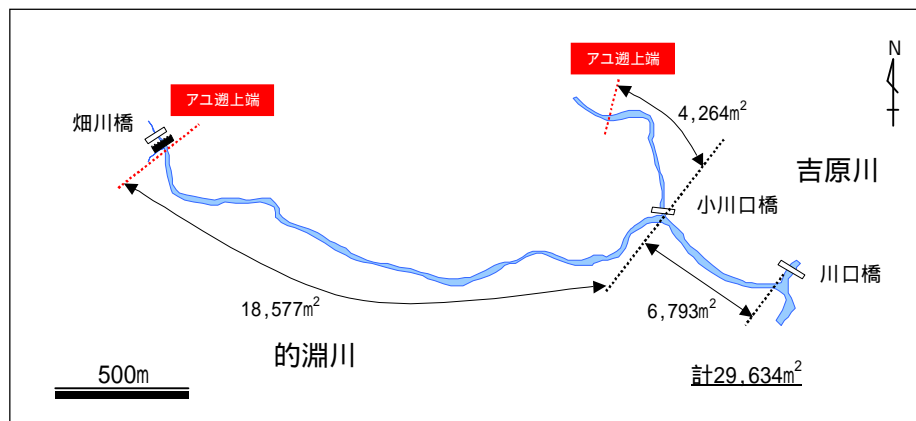 アユ遡上端
N
アユ遡上端
4,264m²
畑川橋
吉原川
小川口橋
川口橋
18,577m²
6,793m²
的淵川
500m
計29,634m²